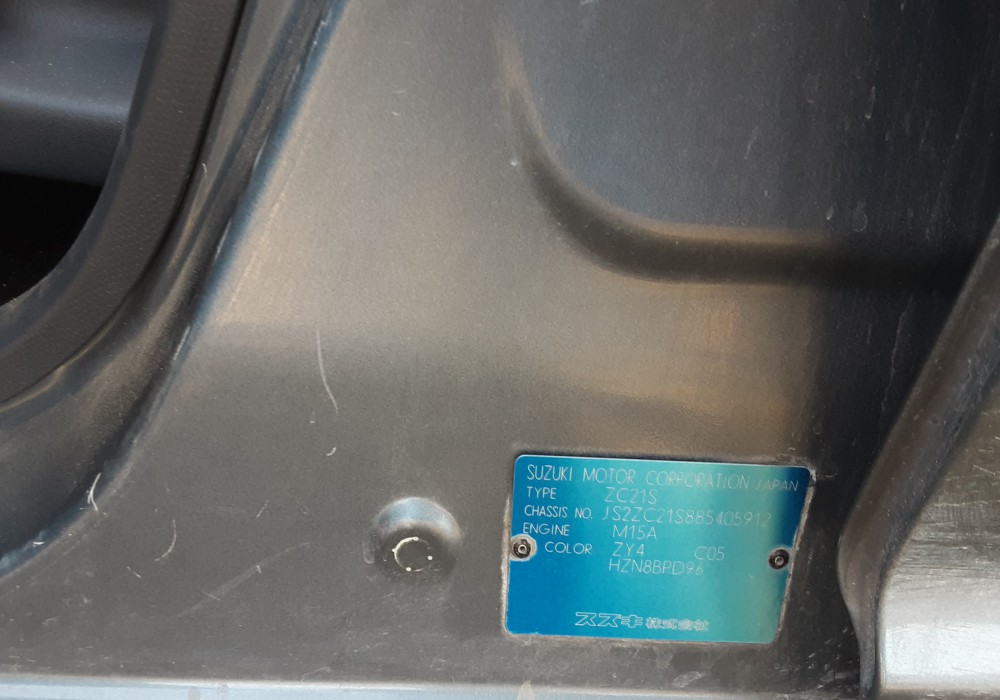 SUZUKI MOTOR CORPORATION JAPAN
TYPE ZC21S
CHASSIS NO. JS2ZC21S885405912
ENGINE M15A
COLOR ZY4 C05
HZN8BPD96
スズキ株式会社